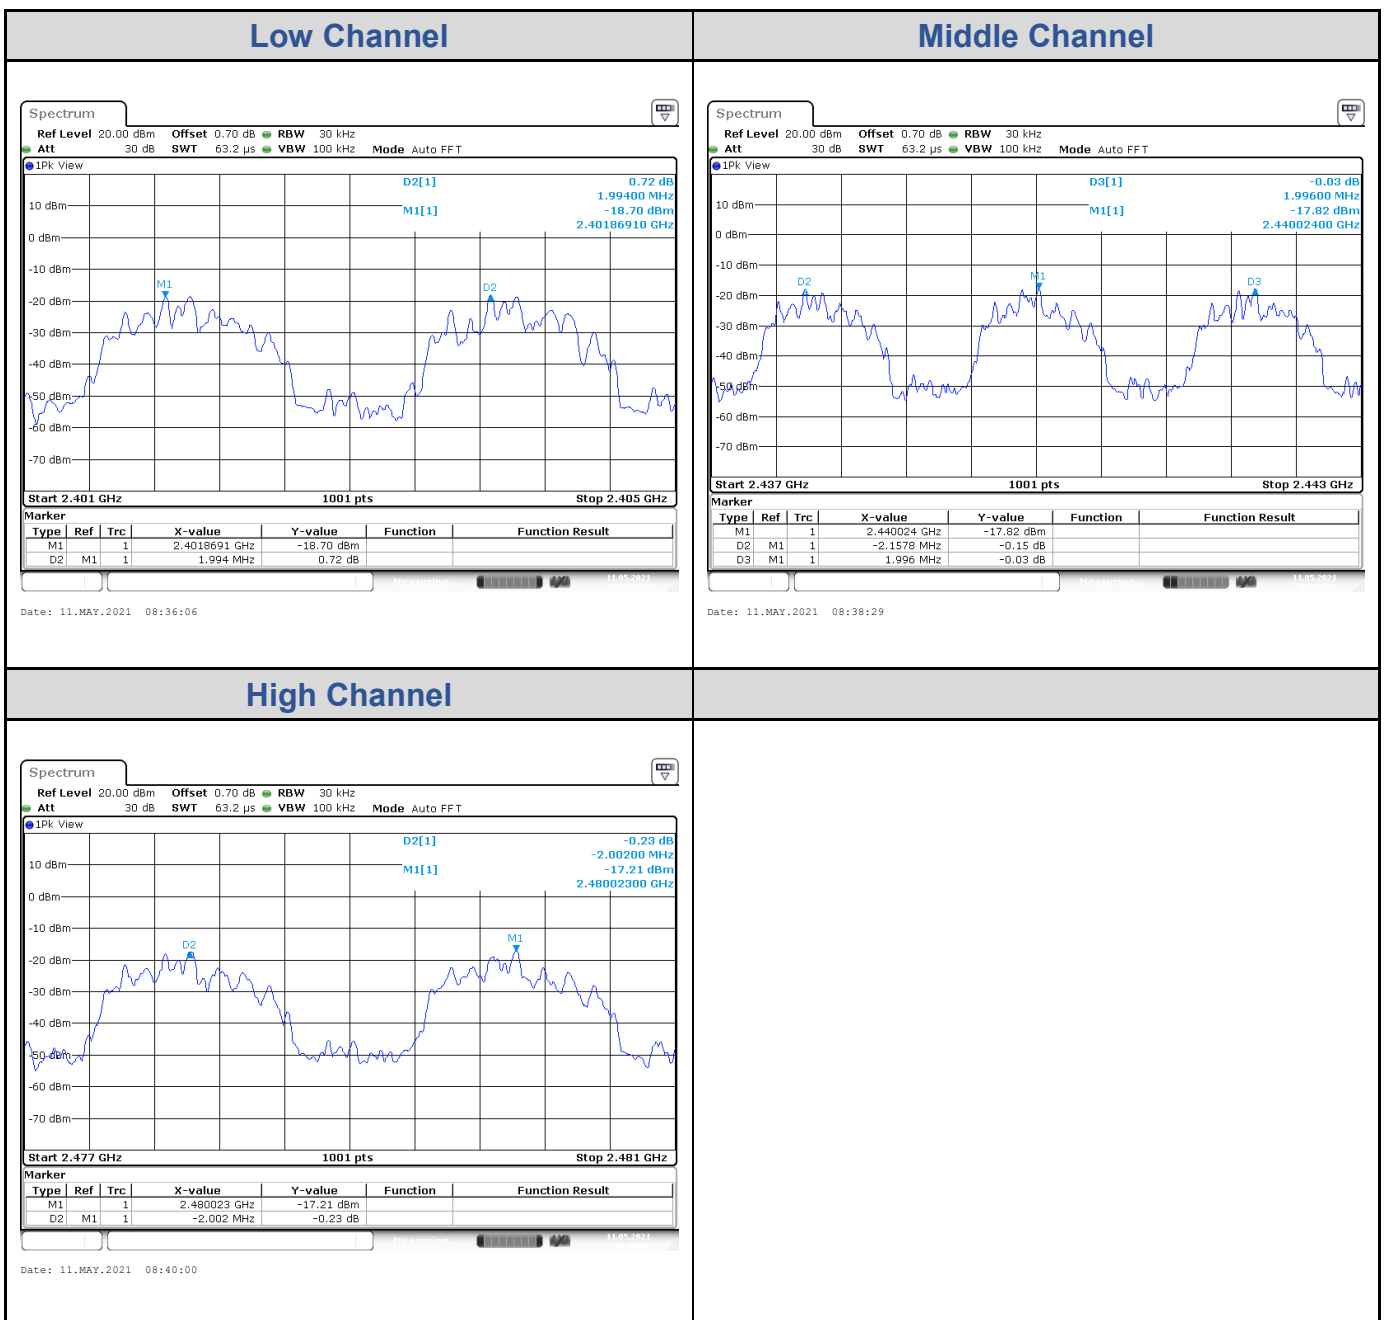 Low Channel
Middle Channel
Spectrum
Ref Level 20.00 dBm Offset 0.70 dB RBW 30 kHz
Att 30 dB SWT 63.2 µs VBW 100 kHz Mode Auto FFT
1Pk View
D2[1] 0.72 dB
1.99400 MHz
M1[1] -18.70 dBm
2.40186910 GHz
10 dBm
0 dBm
-10 dBm
M1
D2
-20 dBm
-30 dBm
-40 dBm
-50 dBm
-60 dBm
-70 dBm
Start 2.401 GHz 1001 pts Stop 2.405 GHz
Marker
Type Ref Trc X-value Y-value Function Function Result
M1 1 2.4018691 GHz -18.70 dBm
D2 M1 1 1.994 MHz 0.72 dB
Measuring... 11.05.2021
Date: 11.MAY.2021 08:36:06
Spectrum
Ref Level 20.00 dBm Offset 0.70 dB RBW 30 kHz
Att 30 dB SWT 63.2 µs VBW 100 kHz Mode Auto FFT
1Pk View
D3[1] -0.03 dB
1.99600 MHz
M1[1] -17.82 dBm
2.44002400 GHz
10 dBm
0 dBm
-10 dBm
D2
M1
D3
-20 dBm
-30 dBm
-40 dBm
-50 dBm
-60 dBm
-70 dBm
Start 2.437 GHz 1001 pts Stop 2.443 GHz
Marker
Type Ref Trc X-value Y-value Function Function Result
M1 1 2.440024 GHz -17.82 dBm
D2 M1 1 -2.1578 MHz -0.15 dB
D3 M1 1 1.996 MHz -0.03 dB
Measuring... 11.05.2021
Date: 11.MAY.2021 08:38:29
High Channel
Spectrum
Ref Level 20.00 dBm Offset 0.70 dB RBW 30 kHz
Att 30 dB SWT 63.2 µs VBW 100 kHz Mode Auto FFT
1Pk View
D2[1] -0.23 dB
-2.00200 MHz
M1[1] -17.21 dBm
2.48002300 GHz
10 dBm
0 dBm
-10 dBm
D2
M1
-20 dBm
-30 dBm
-40 dBm
-50 dBm
-60 dBm
-70 dBm
Start 2.477 GHz 1001 pts Stop 2.481 GHz
Marker
Type Ref Trc X-value Y-value Function Function Result
M1 1 2.480023 GHz -17.21 dBm
D2 M1 1 -2.002 MHz -0.23 dB
Measuring... 11.05.2021
Date: 11.MAY.2021 08:40:00